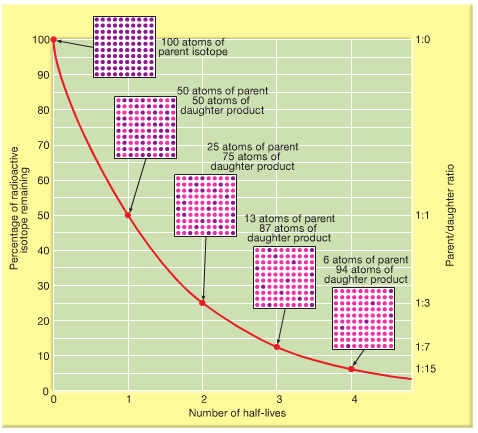 100 atoms of
parent isotope
50 atoms of parent
50 atoms of
daughter product
25 atoms of parent
75 atoms of
daughter product
13 atoms of parent
87 atoms of
daughter product
6 atoms of parent
94 atoms of
daughter product
Percentage of radioactive
isotope remaining
100
90
80
70
60
50
40
30
20
10
0
1:0
1:1
1:3
1:7
1:15
Parent/daughter ratio
0 1 2 3 4
Number of half-lives